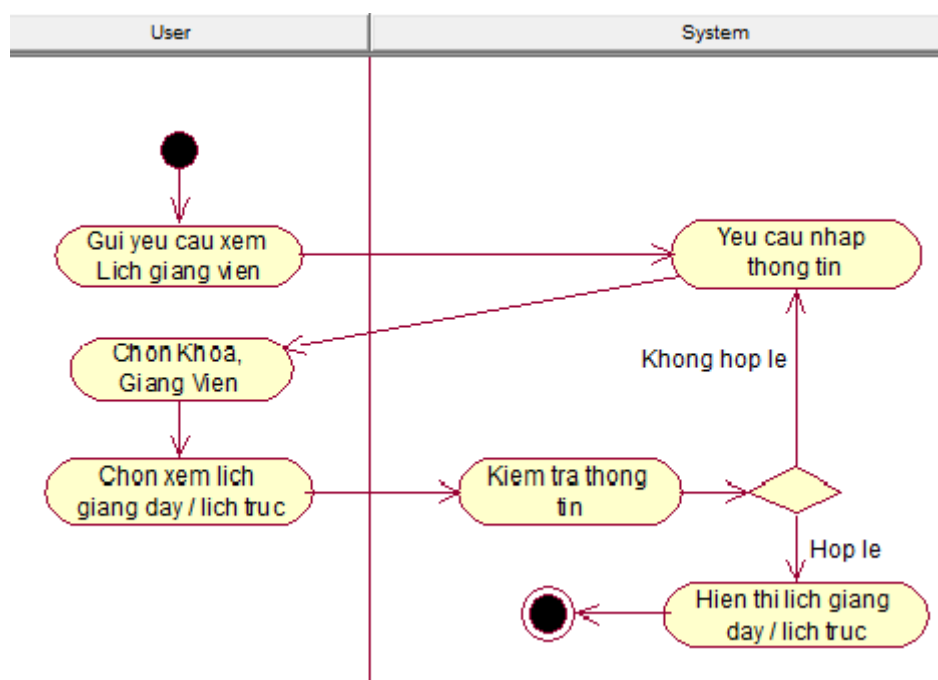 User
System
Gui yeu cau xem
Lich giang vien
Yeu cau nhap
thong tin
Chon Khoa,
Giang Vien
Khong hop le
Chon xem lich
giang day / lich truc
Kiem tra thong
tin
Hop le
Hien thi lich giang
day / lich truc